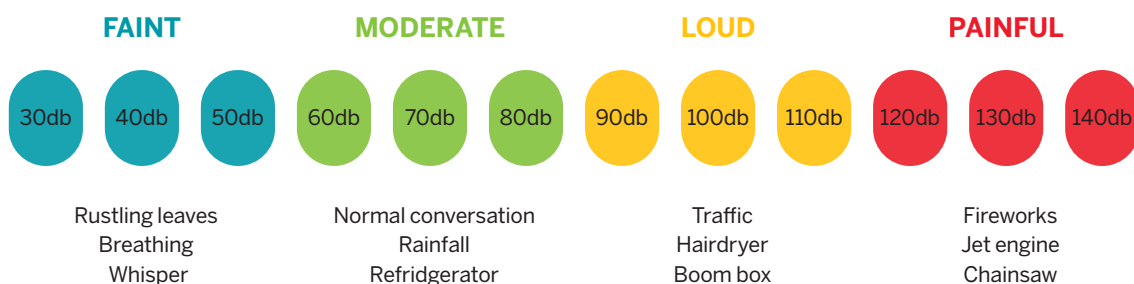 FAINT MODERATE LOUD PAINFUL
30db 40db 50db 60db 70db 80db 90db 100db 110db 120db 130db 140db
Rustling leaves Normal conversation Traffic Fireworks
Breathing Rainfall Hairdryer Jet engine
Whisper Refridgerator Boom box Chainsaw